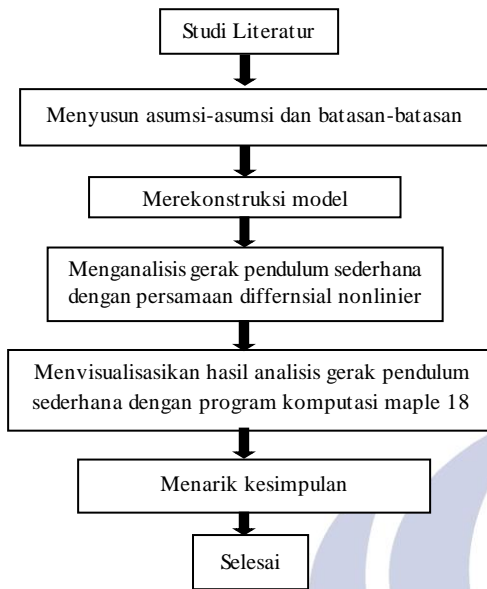 Studi Literatur
Menyusun asumsi-asumsi dan batasan-batasan
Merekonstruksi model
Menganalisis gerak pendulum sederhana
dengan persamaan differnsial nonlinier
Menvisualisasikan hasil analisis gerak pendulum
sederhana dengan program komputasi maple 18
Menarik kesimpulan
Selesai